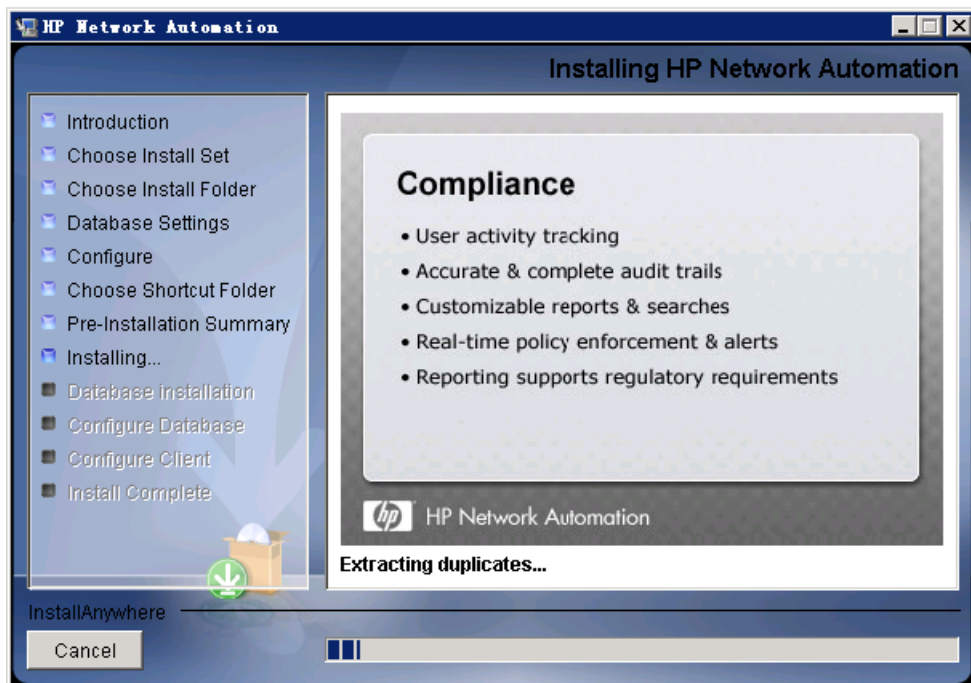 HP Network Automation
Installing HP Network Automation
Introduction
Choose Install Set
Choose Install Folder
Database Settings
Configure
Choose Shortcut Folder
Pre-Installation Summary
Installing...
Database installation
Configure Database
Configure Client
Install Complete
Compliance
• User activity tracking
• Accurate & complete audit trails
• Customizable reports & searches
• Real-time policy enforcement & alerts
• Reporting supports regulatory requirements
hp HP Network Automation
Extracting duplicates...
InstallAnywhere
Cancel